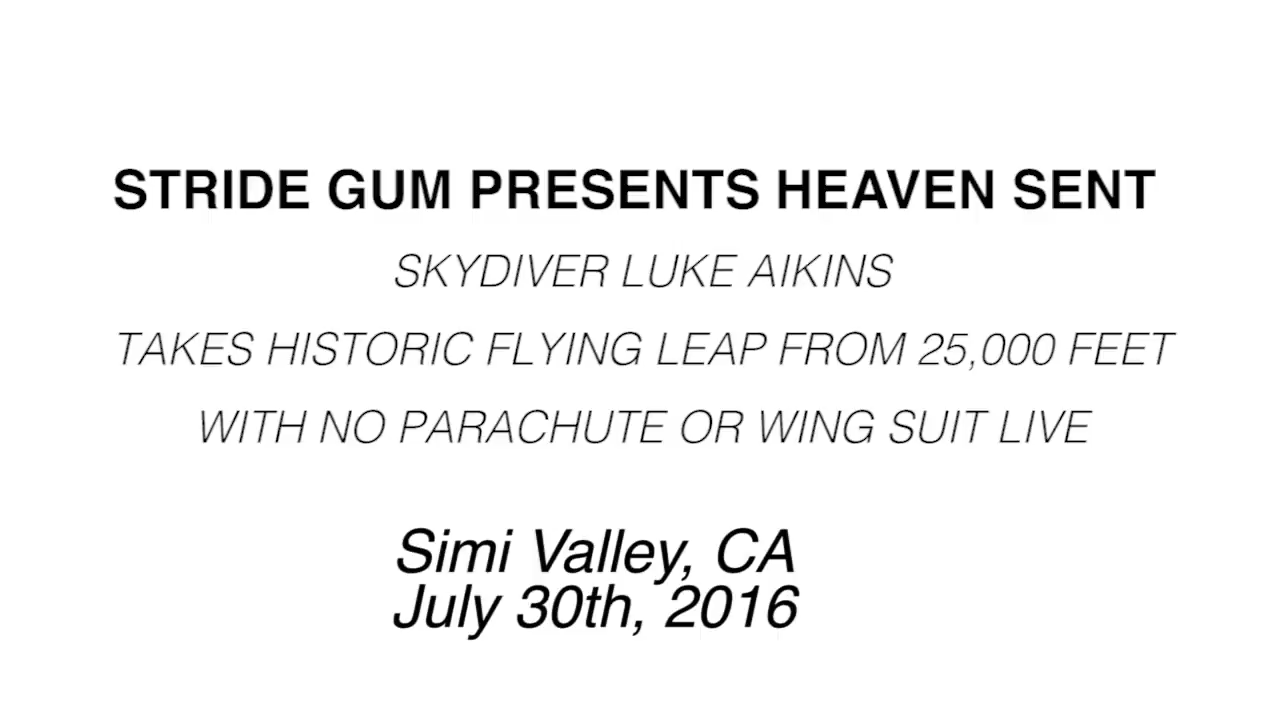 STRIDE GUM PRESENTS HEAVEN SENT
SKYDIVER LUKE AIKINS
TAKES HISTORIC FLYING LEAP FROM 25,000 FEET
WITH NO PARACHUTE OR WING SUIT LIVE
Simi Valley, CA
July 30th, 2016